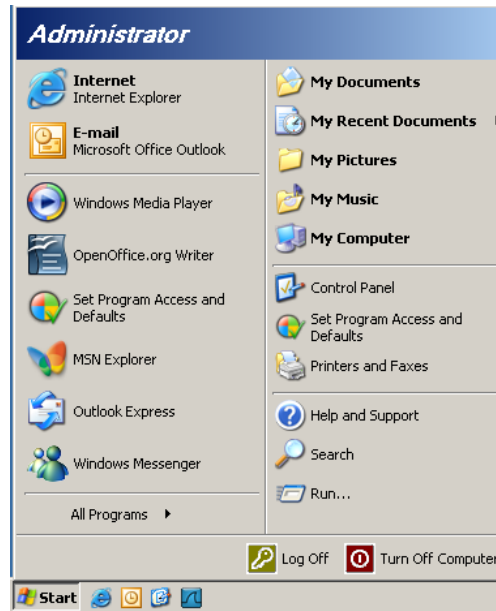 Administrator
Internet
Internet Explorer
E-mail
Microsoft Office Outlook
Windows Media Player
OpenOffice.org Writer
Set Program Access and
Defaults
MSN Explorer
Outlook Express
Windows Messenger
All Programs
My Documents
My Recent Documents
My Pictures
My Music
My Computer
Control Panel
Set Program Access and
Defaults
Printers and Faxes
Help and Support
Search
Run...
Log Off
Turn Off Computer
Start